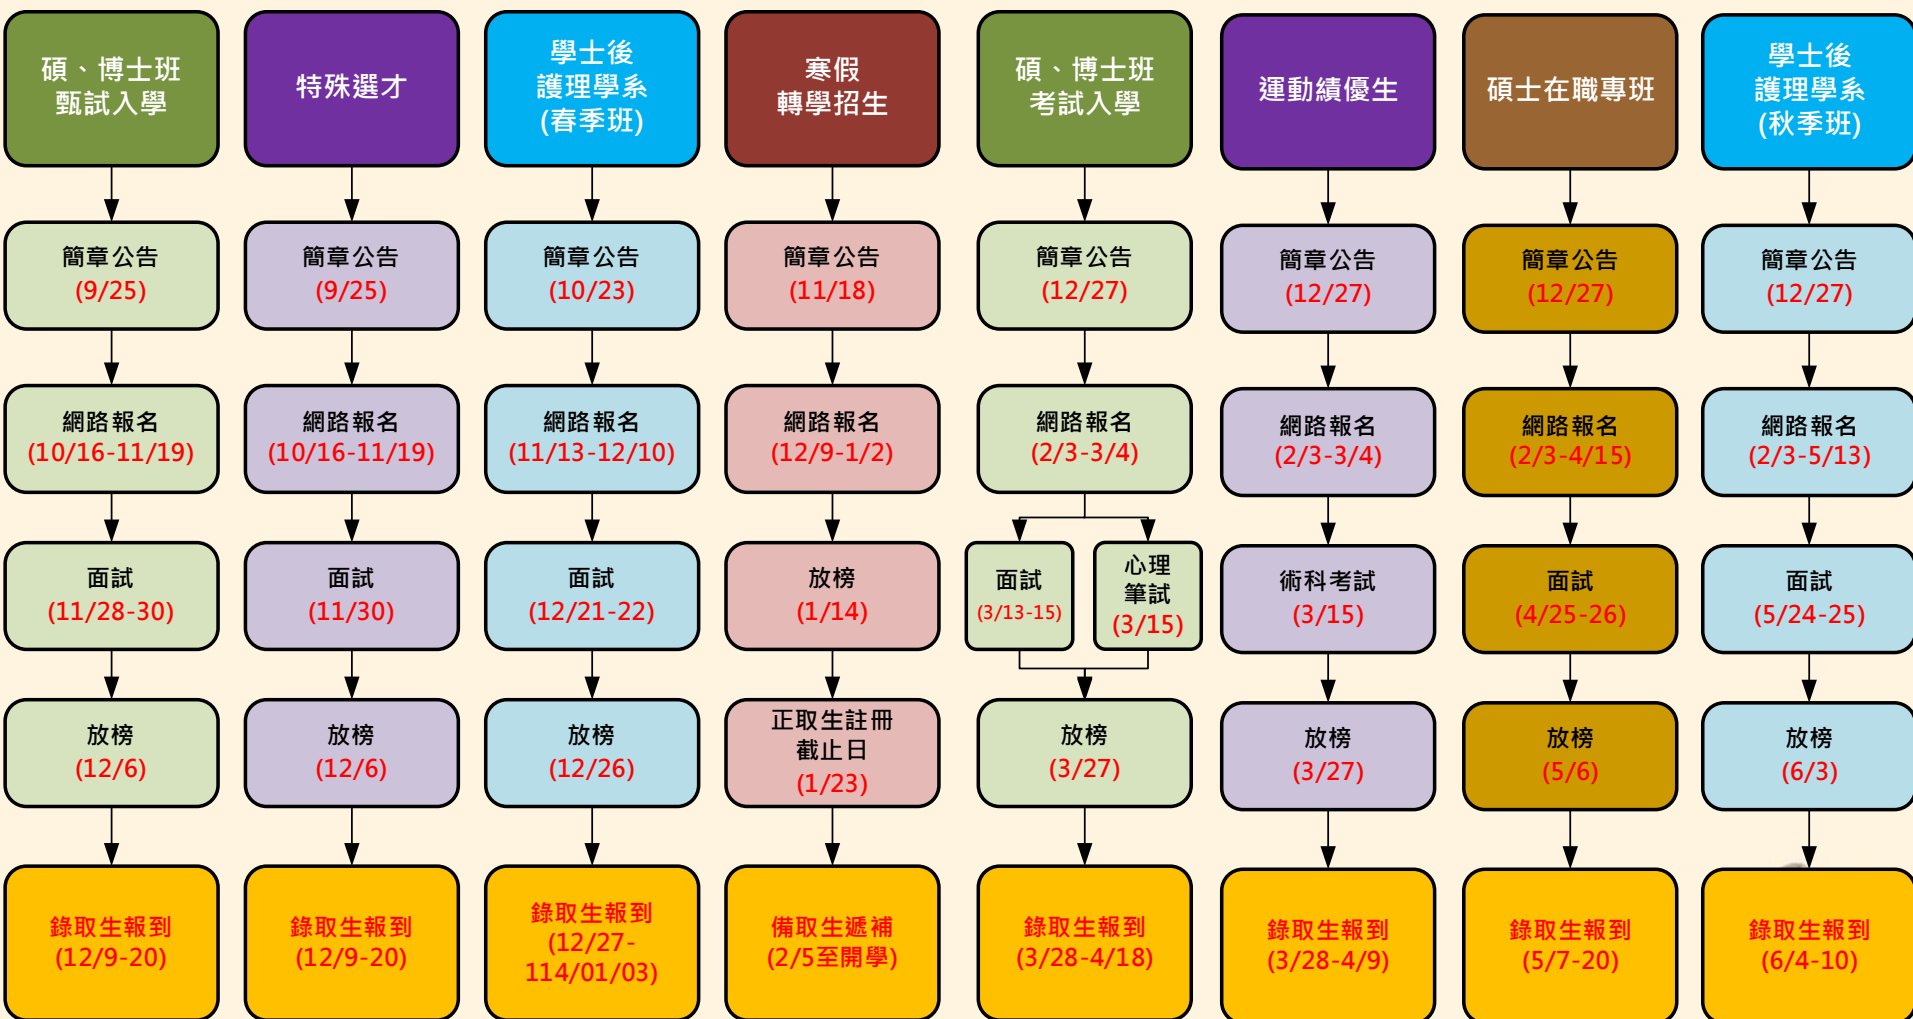 碩、博士班
甄試入學
特殊選才
學士後
護理學系
(春季班)
寒假
轉學招生
碩、博士班
考試入學
運動績優生
碩士在職專班
學士後
護理學系
(秋季班)
簡章公告
(9/25)
簡章公告
(9/25)
簡章公告
(10/23)
簡章公告
(11/18)
簡章公告
(12/27)
簡章公告
(12/27)
簡章公告
(12/27)
簡章公告
(12/27)
網路報名
(10/16-11/19)
網路報名
(10/16-11/19)
網路報名
(11/13-12/10)
網路報名
(12/9-1/2)
網路報名
(2/3-3/4)
網路報名
(2/3-3/4)
網路報名
(2/3-4/15)
網路報名
(2/3-5/13)
面試
(11/28-30)
面試
(11/30)
面試
(12/21-22)
放榜
(1/14)
面試
(3/13-15)
心理
筆試
(3/15)
術科考試
(3/15)
面試
(4/25-26)
面試
(5/24-25)
放榜
(12/6)
放榜
(12/6)
放榜
(12/26)
正取生註冊
截止日
(1/23)
放榜
(3/27)
放榜
(3/27)
放榜
(5/6)
放榜
(6/3)
錄取生報到
(12/9-20)
錄取生報到
(12/9-20)
錄取生報到
(12/27-
114/01/03)
備取生遞補
(2/5至開學)
錄取生報到
(3/28-4/18)
錄取生報到
(3/28-4/9)
錄取生報到
(5/7-20)
錄取生報到
(6/4-10)